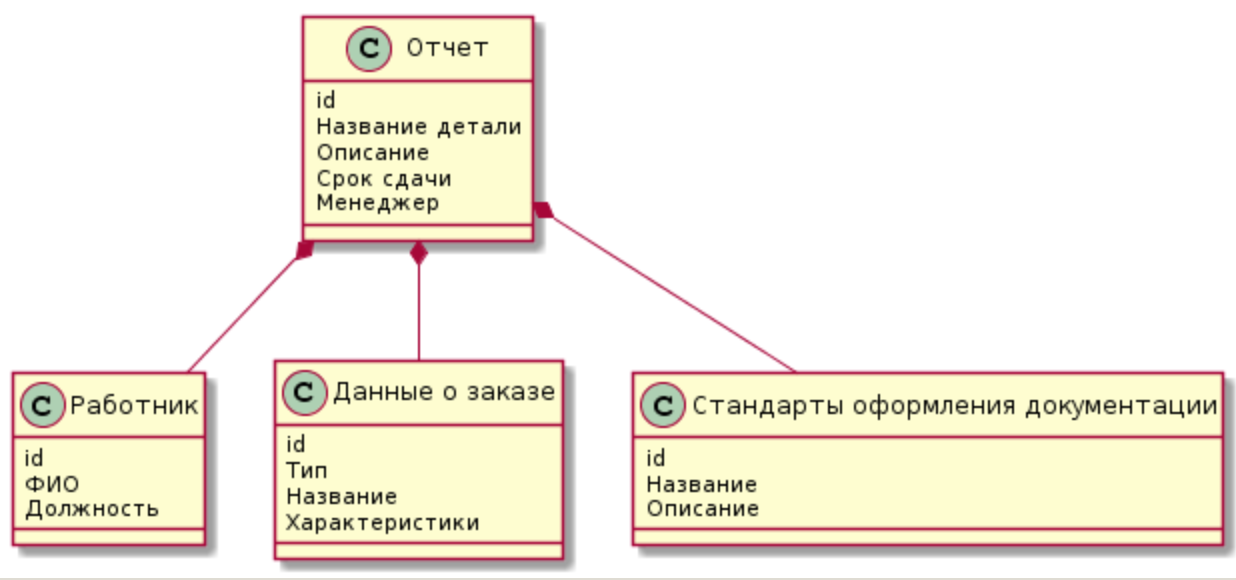 C Отчет
id
Название детали
Описание
Срок сдачи
Менеджер
C Работник
id
ФИО
Должность
C Данные о заказе
id
Тип
Название
Характеристики
C Стандарты оформления документации
id
Название
Описание